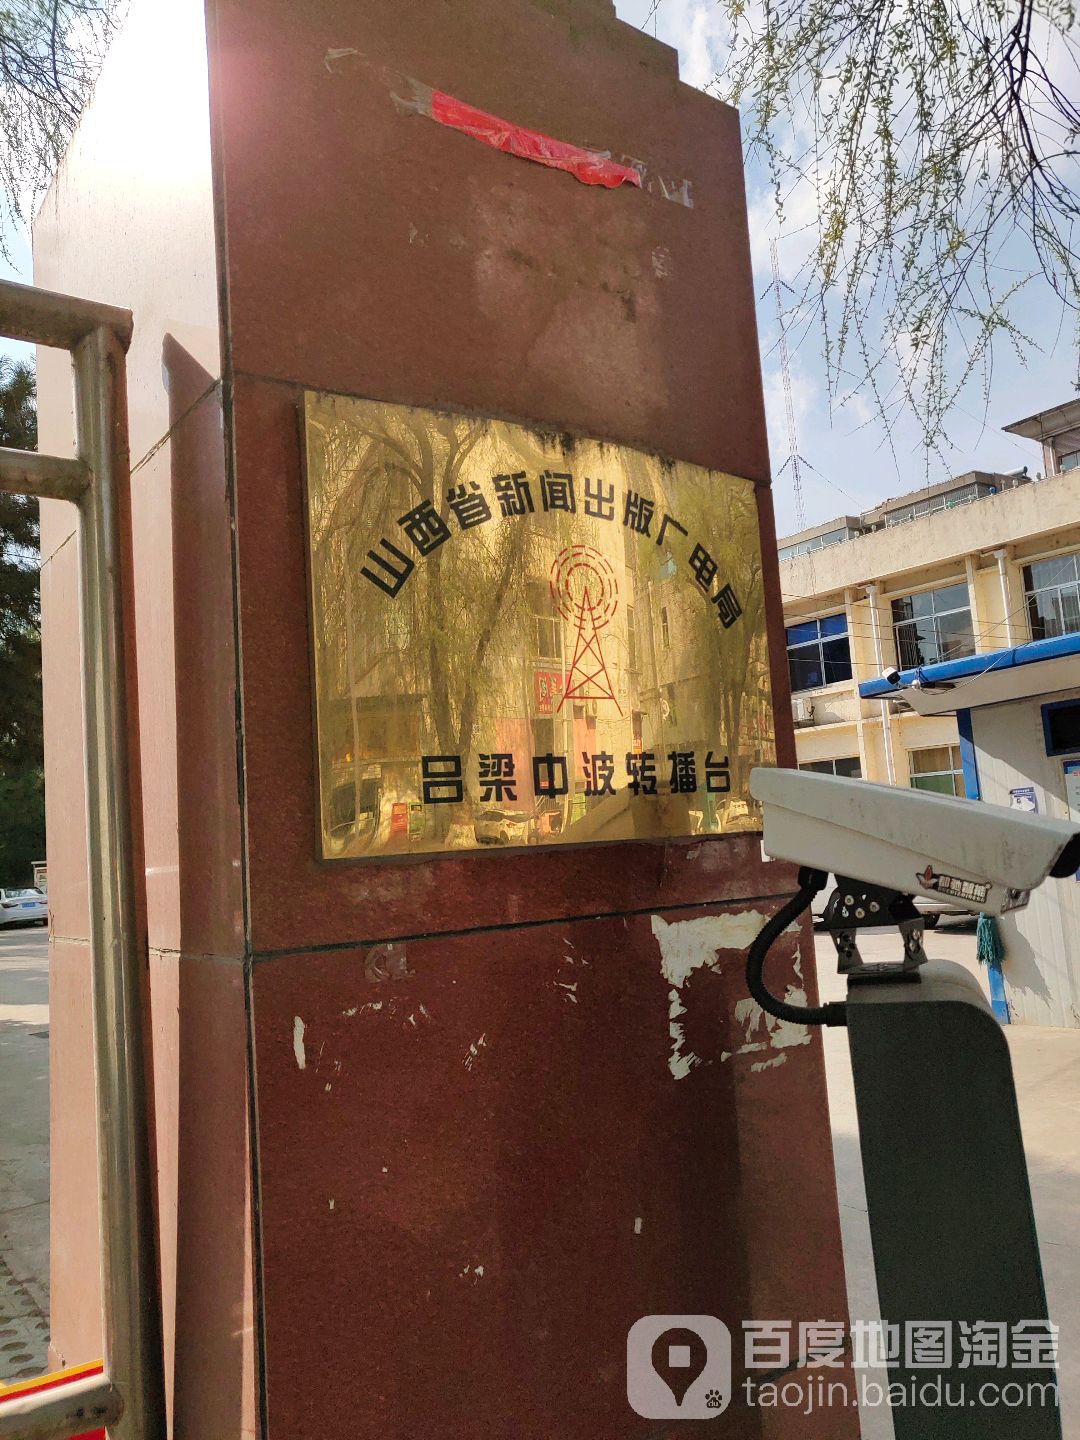 山西省新闻出版广电局
吕梁中波转播台
百度地图淘金
taojin.baidu.com